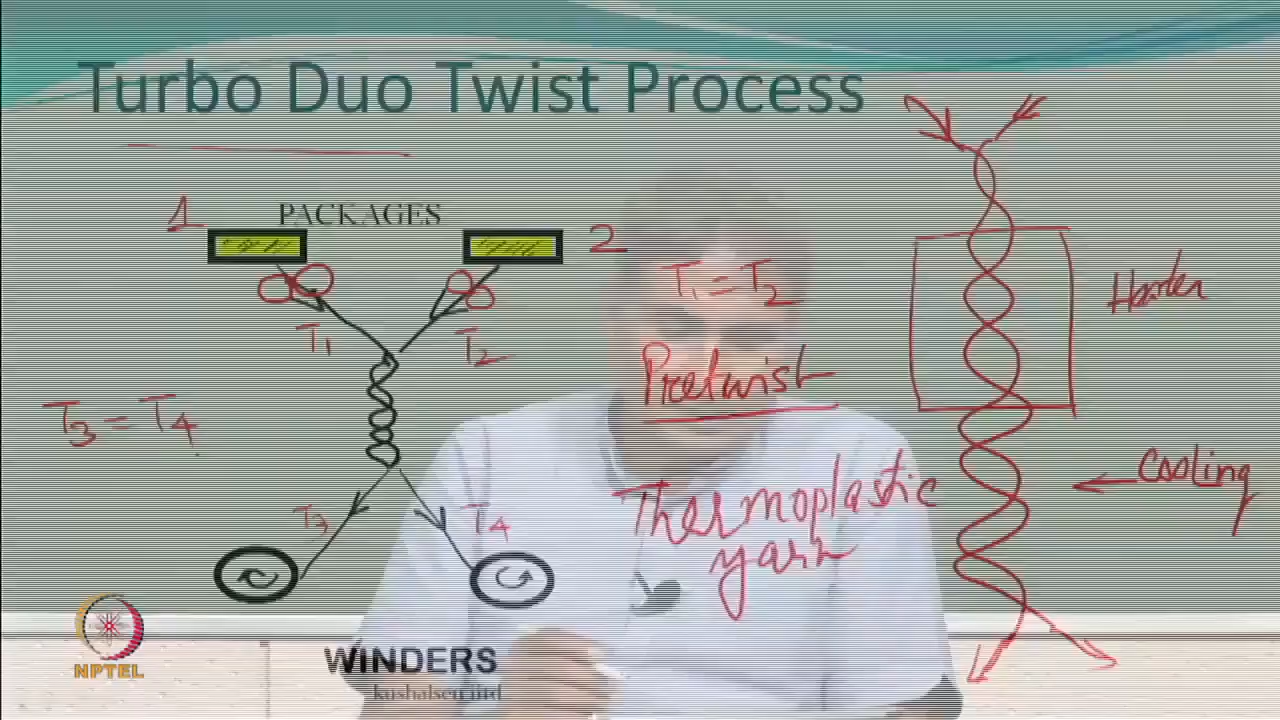 Turbo Duo Twist Process
1
PACKAGES
2
T1
T2
T1 = T2
Pretwist
T3 = T4
T3
T4
Thermoplastic
yarn
Heater
Cooling
WINDERS
NPTEL